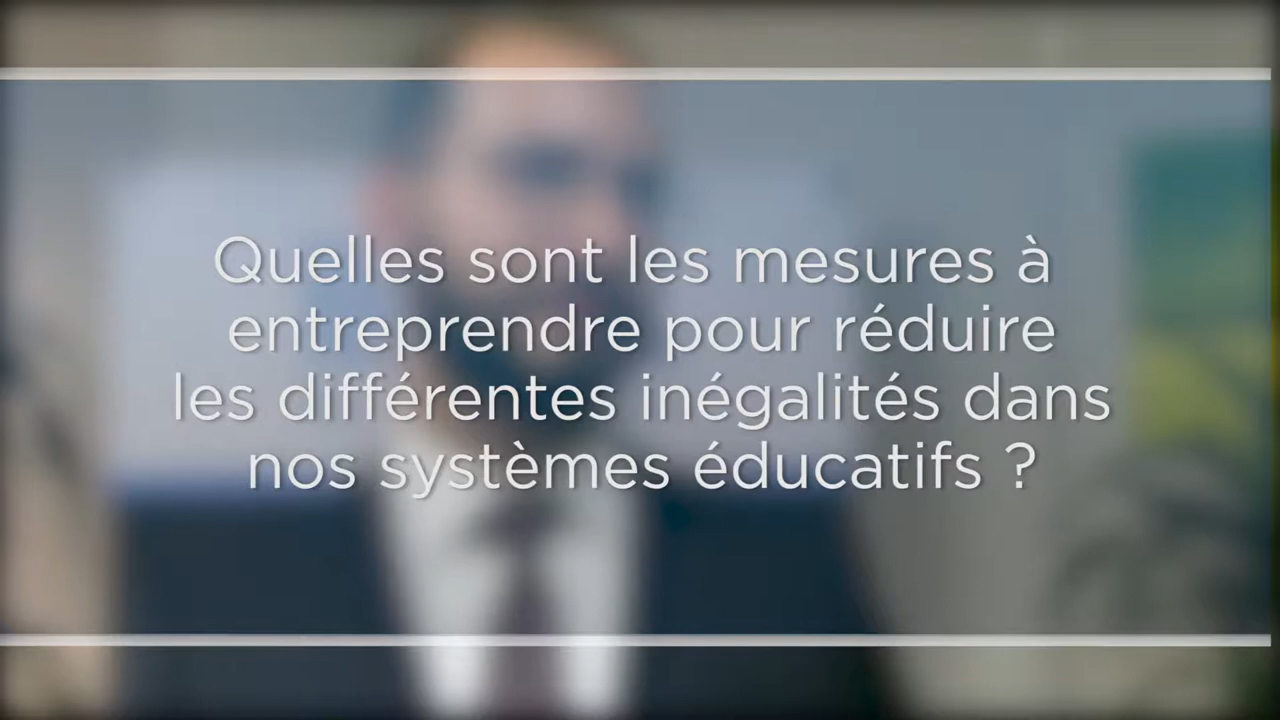 Quelles sont les mesures à
entreprendre pour réduire
les différentes inégalités dans
nos systèmes éducatifs ?